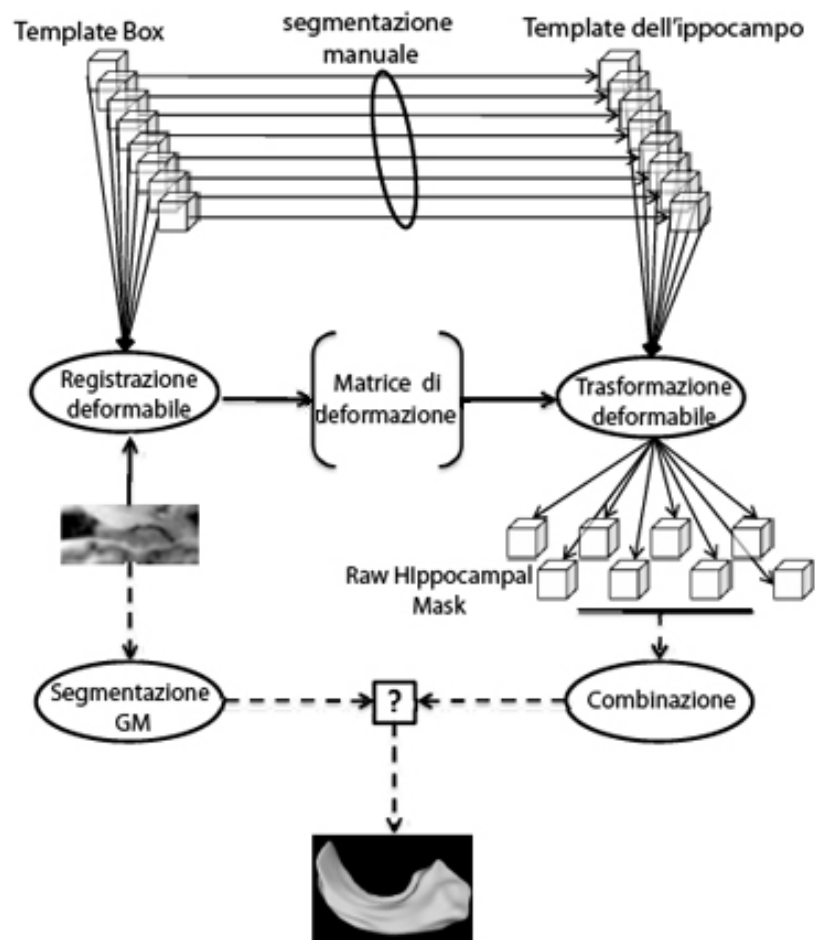 Template Box
segmentazione
manuale
Template dell'ippocampo
Registrazione
deformabile
Matrice di
deformazione
Trasformazione
deformabile
Raw HIppocampal
Mask
Segmentazione
GM
?
Combinazione